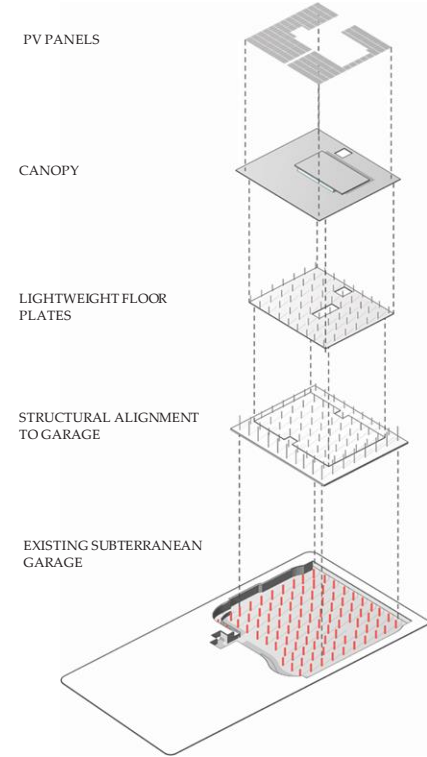 PV PANELS
CANOPY
LIGHTWEIGHT FLOOR
PLATES
STRUCTURAL ALIGNMENT
TO GARAGE
EXISTING SUBTERRANEAN
GARAGE